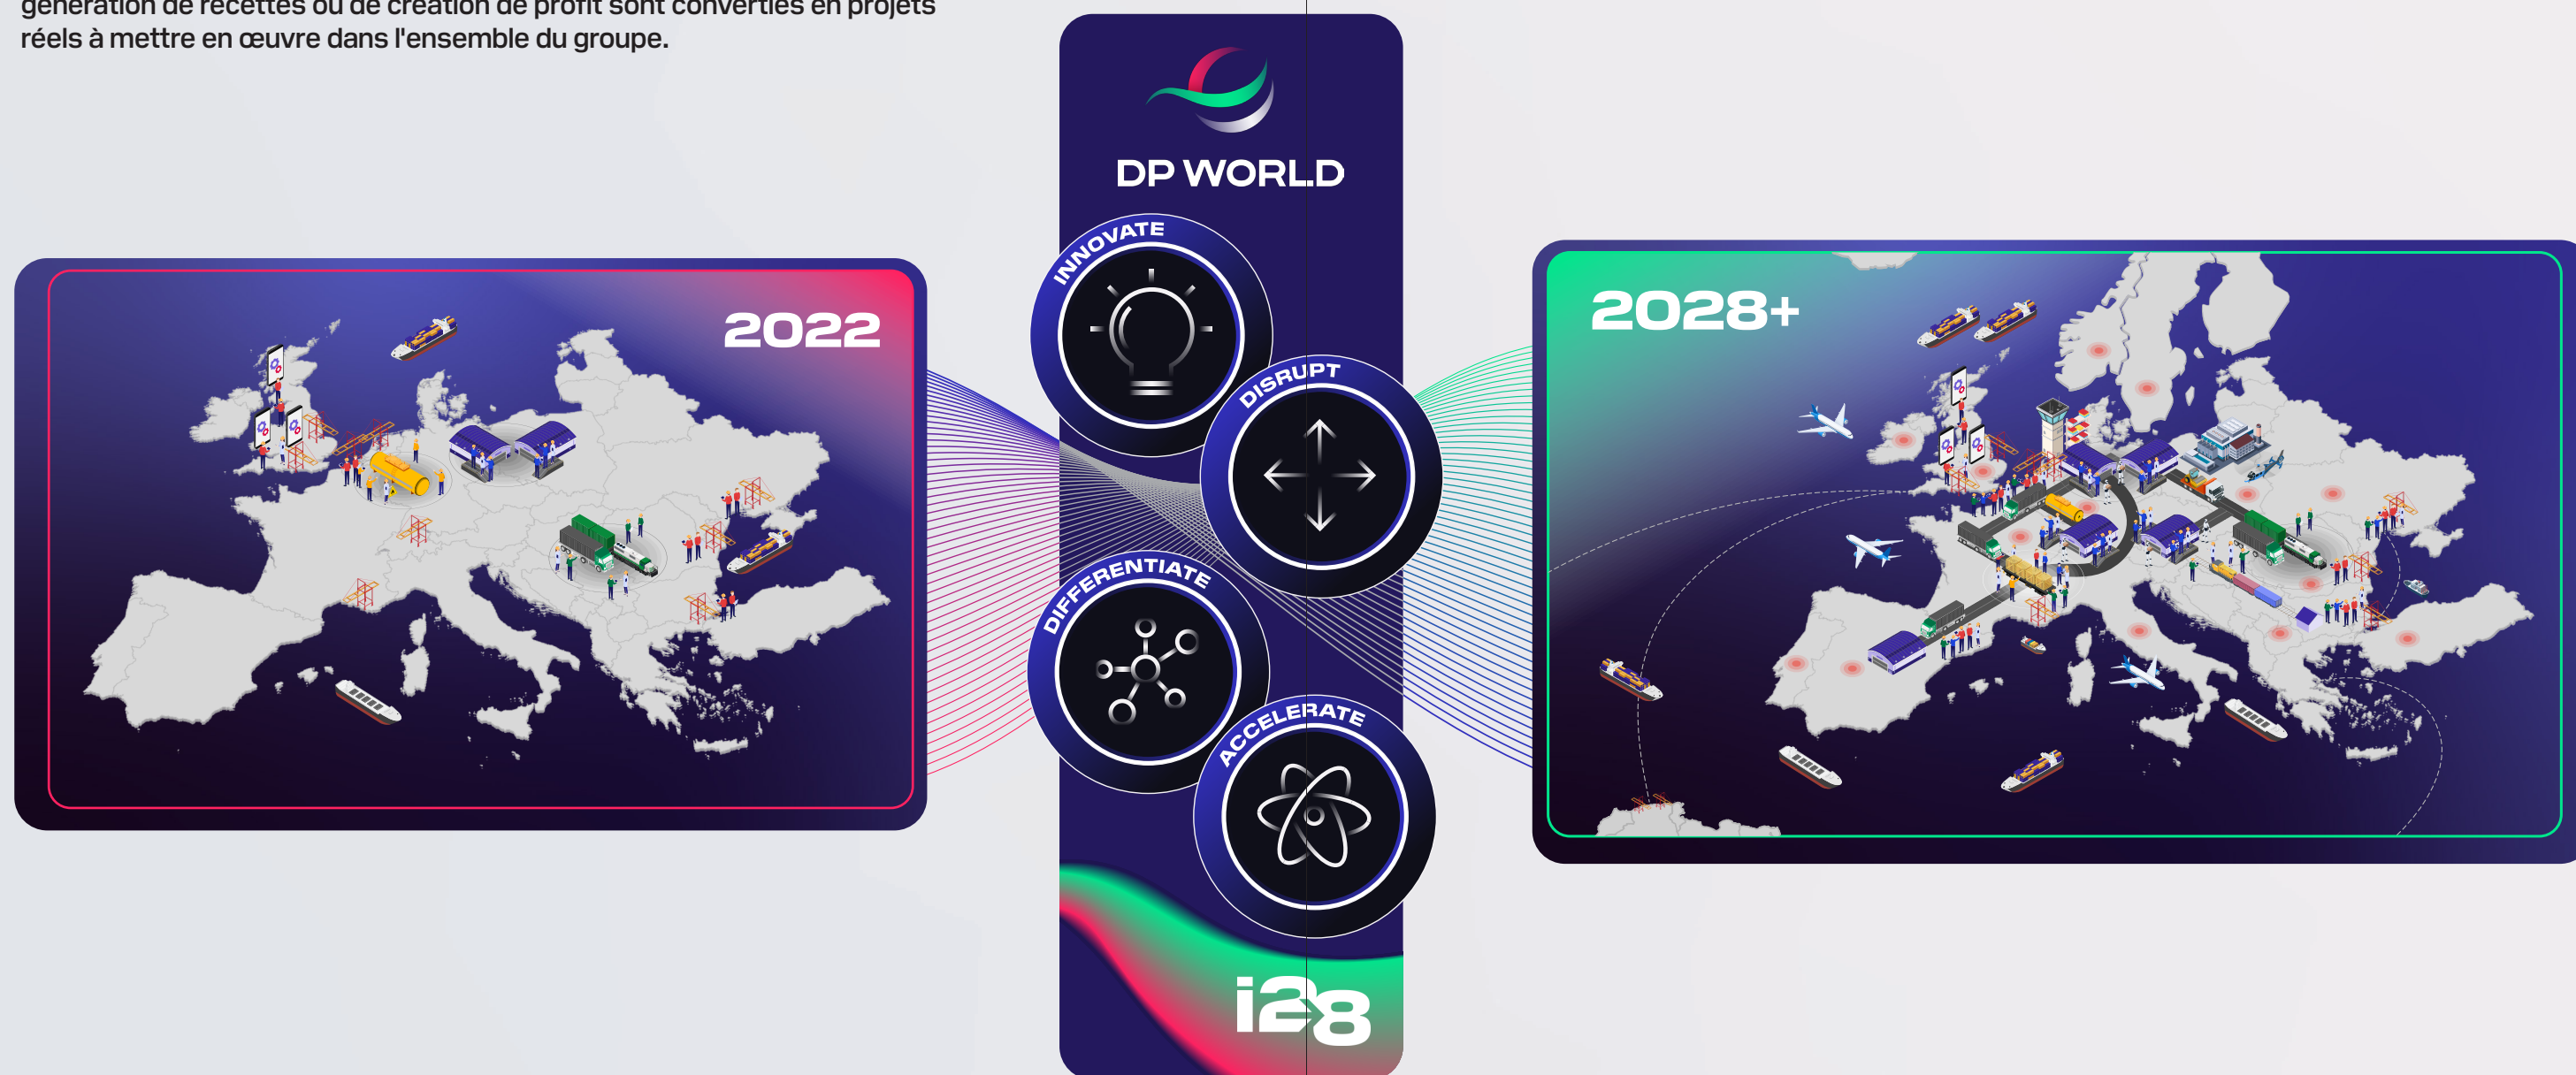 génération de recettes ou de création de profit sont converties en projets
réels à mettre en œuvre dans l'ensemble du groupe.
DP WORLD
INNOVATE
DISRUPT
DIFFERENTIATE
ACCELERATE
i28
2022
2028+